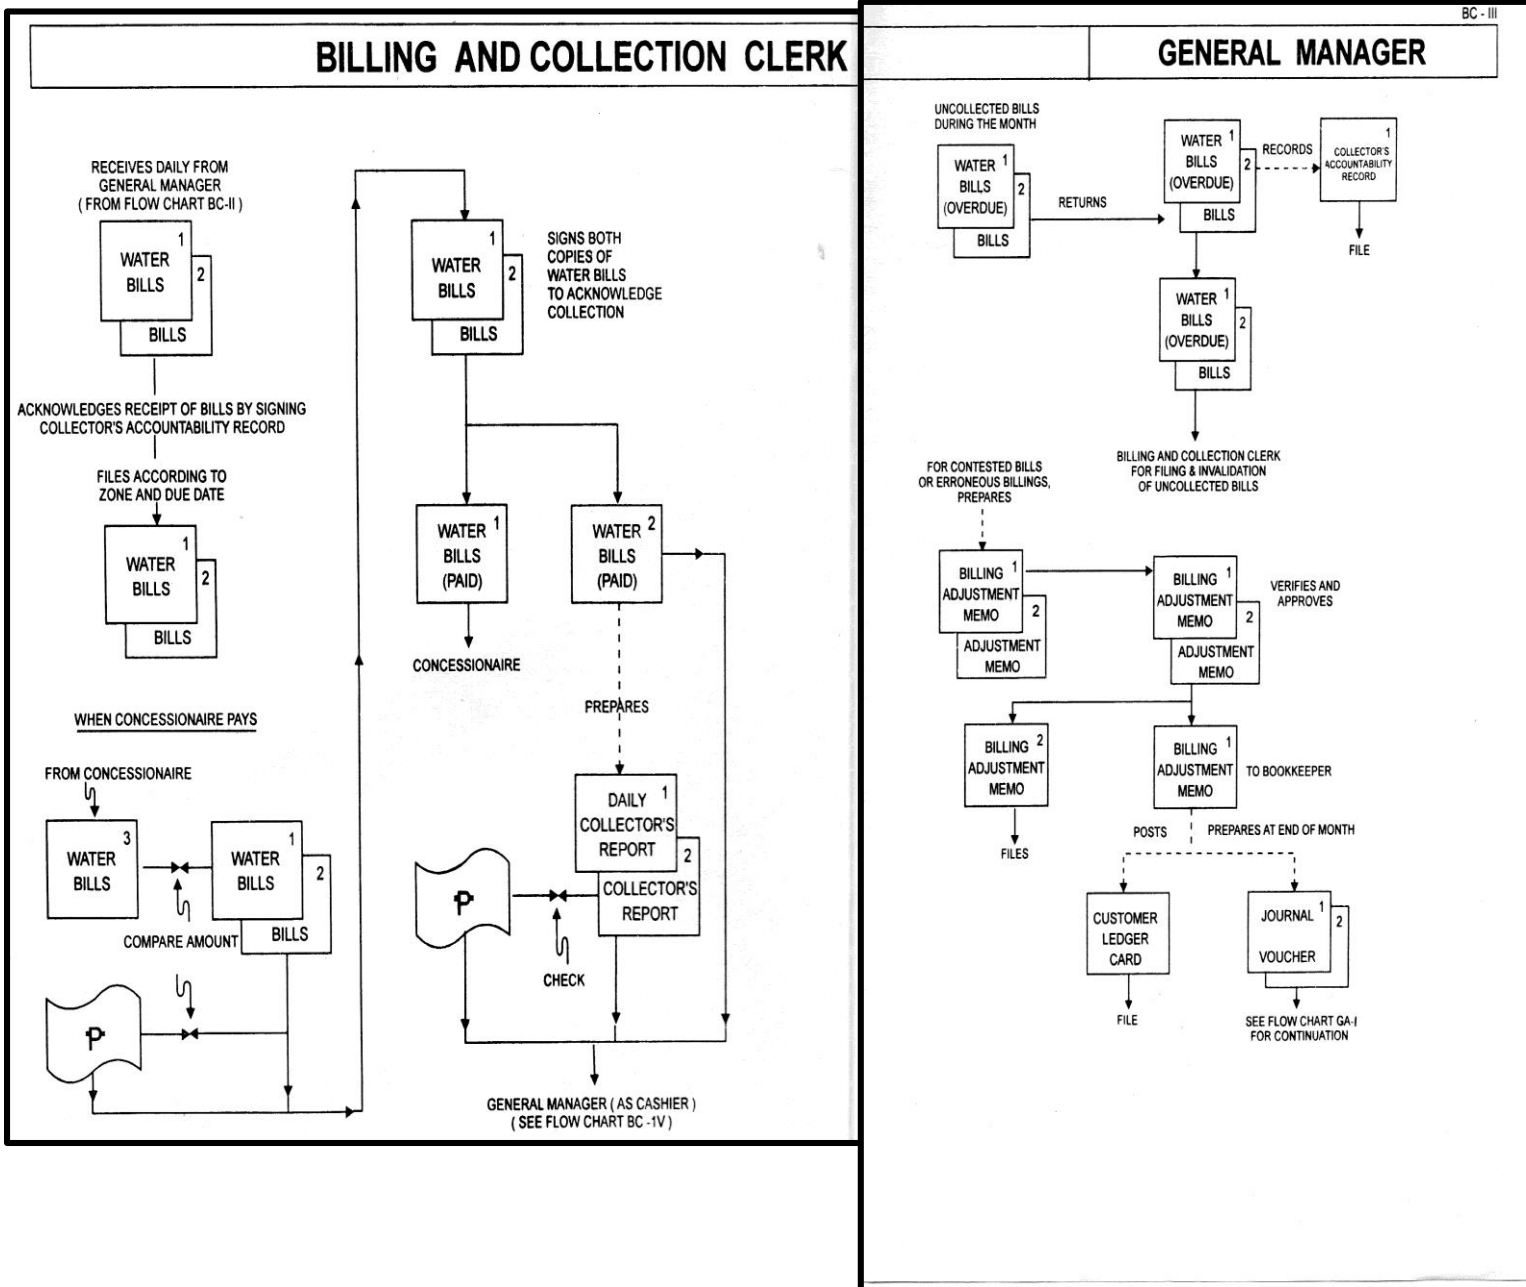 BILLING AND COLLECTION CLERK
RECEIVES DAILY FROM
GENERAL MANAGER
( FROM FLOW CHART BC-II )
1
WATER
BILLS
2
BILLS
ACKNOWLEDGES RECEIPT OF BILLS BY SIGNING
COLLECTOR'S ACCOUNTABILITY RECORD
FILES ACCORDING TO
ZONE AND DUE DATE
1
WATER
BILLS
2
BILLS
WHEN CONCESSIONAIRE PAYS
FROM CONCESSIONAIRE
3
WATER
BILLS
1
WATER
BILLS
2
BILLS
COMPARE AMOUNT
₱
1
WATER
BILLS
2
BILLS
SIGNS BOTH
COPIES OF
WATER BILLS
TO ACKNOWLEDGE
COLLECTION
WATER 1
BILLS
(PAID)
CONCESSIONAIRE
WATER 2
BILLS
(PAID)
PREPARES
DAILY 1
COLLECTOR'S
REPORT
2
COLLECTOR'S
REPORT
₱
CHECK
GENERAL MANAGER ( AS CASHIER )
( SEE FLOW CHART BC -1V )
BC - III
GENERAL MANAGER
UNCOLLECTED BILLS
DURING THE MONTH
WATER 1
BILLS
(OVERDUE)
2
BILLS
RETURNS
WATER 1
BILLS
(OVERDUE)
2
BILLS
RECORDS
1
COLLECTOR'S
ACCOUNTABILITY
RECORD
FILE
WATER 1
BILLS
(OVERDUE)
2
BILLS
BILLING AND COLLECTION CLERK
FOR FILING & INVALIDATION
OF UNCOLLECTED BILLS
FOR CONTESTED BILLS
OR ERRONEOUS BILLINGS,
PREPARES
BILLING 1
ADJUSTMENT
MEMO
2
ADJUSTMENT
MEMO
BILLING 1
ADJUSTMENT
MEMO
2
ADJUSTMENT
MEMO
VERIFIES AND
APPROVES
BILLING 2
ADJUSTMENT
MEMO
FILES
BILLING 1
ADJUSTMENT
MEMO
TO BOOKKEEPER
POSTS
PREPARES AT END OF MONTH
CUSTOMER
LEDGER
CARD
FILE
JOURNAL 1
VOUCHER
2
SEE FLOW CHART GA-I
FOR CONTINUATION